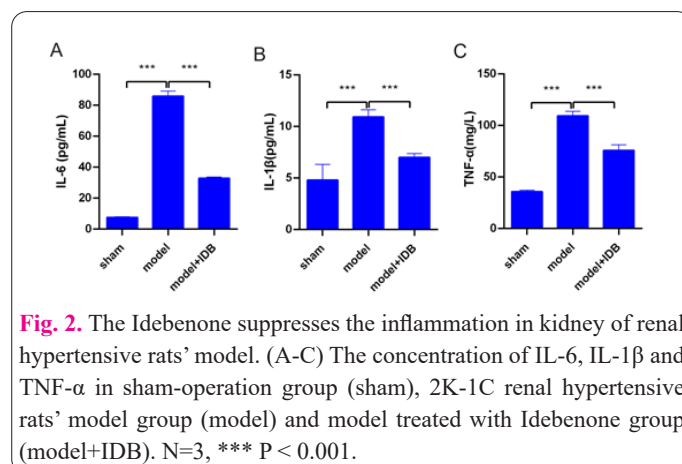 A
B
C
*** ***
*** ***
*** ***
IL-6 (pg/mL)
100
80
60
40
20
0
sham
model
model+IDB
IL-1β(pg/mL)
15
10
5
0
sham
model
model+IDB
TNF-α(mg/L)
150
100
50
0
sham
model
model+IDB
Fig. 2. The Idebenone suppresses the inflammation in kidney of renal
hypertensive rats’ model. (A-C) The concentration of IL-6, IL-1β and
TNF-α in sham-operation group (sham), 2K-1C renal hypertensive
rats’ model group (model) and model treated with Idebenone group
(model+IDB). N=3, *** P < 0.001.